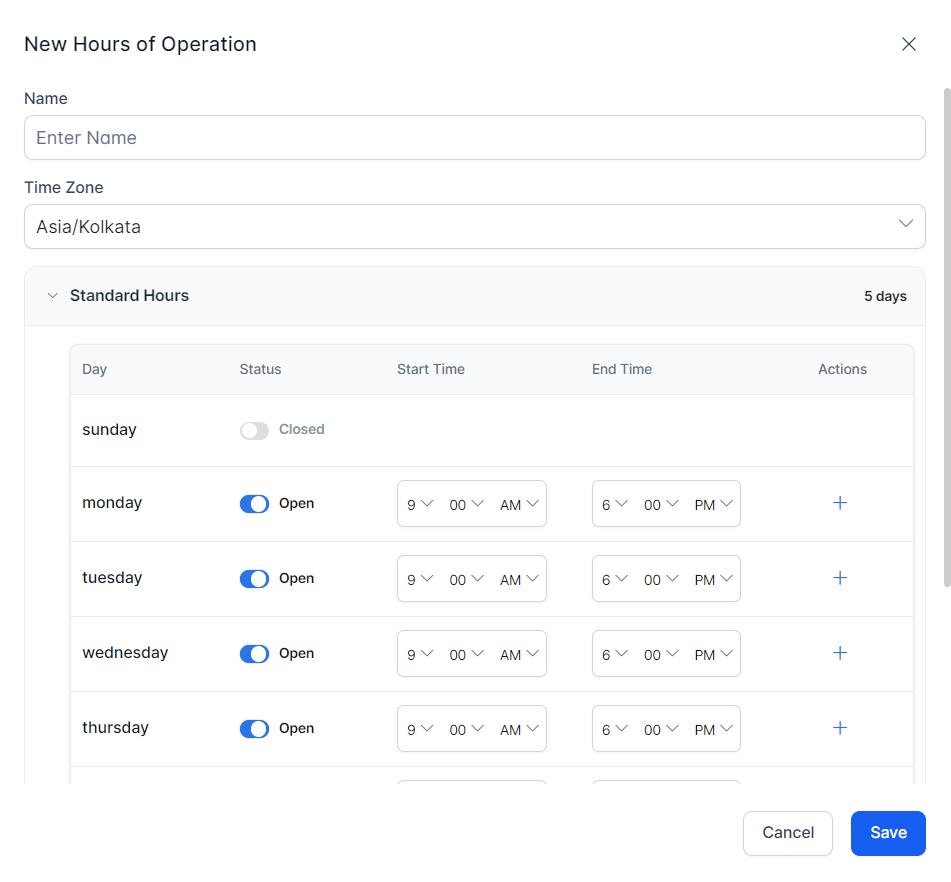 New Hours of Operation
Name
Enter Name
Time Zone
Asia/Kolkata
Standard Hours 5 days
Day Status Start Time End Time Actions
sunday Closed
monday Open 9 00 AM 6 00 PM
tuesday Open 9 00 AM 6 00 PM
wednesday Open 9 00 AM 6 00 PM
thursday Open 9 00 AM 6 00 PM
Cancel Save